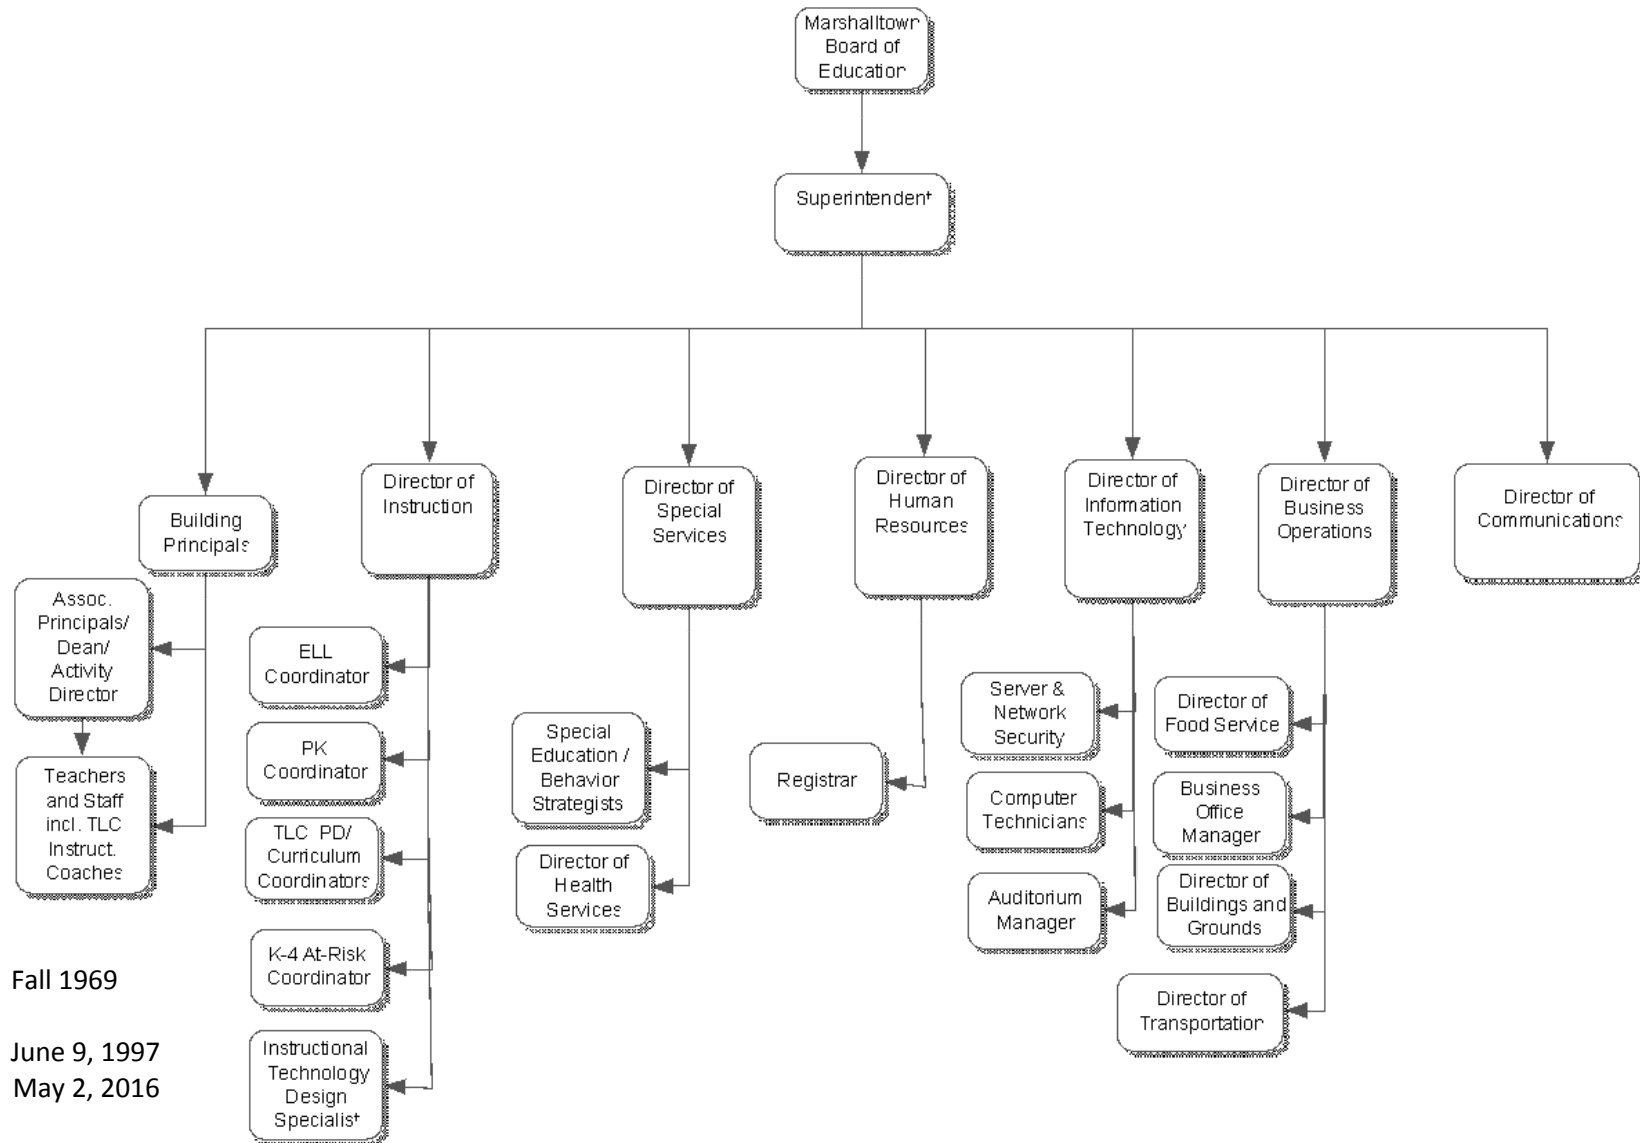 Marshalltown
Board of
Education
Superintendent
Building
Principals
Director of
Instruction
Director of
Special
Services
Director of
Human
Resources
Director of
Information
Technology
Director of
Business
Operations
Director of
Communications
Assoc.
Principals/
Dean/
Activity
Director
Teachers
and Staff
incl. TLC
Instruct.
Coaches
ELL
Coordinator
PK
Coordinator
TLC PD/
Curriculum
Coordinators
K-4 At-Risk
Coordinator
Instructional
Technology
Design
Specialist
Special
Education /
Behavior
Strategists
Director of
Health
Services
Registrar
Server &
Network
Security
Computer
Technicians
Auditorium
Manager
Director of
Food Service
Business
Office
Manager
Director of
Buildings and
Grounds
Director of
Transportation
Fall 1969
June 9, 1997
May 2, 2016